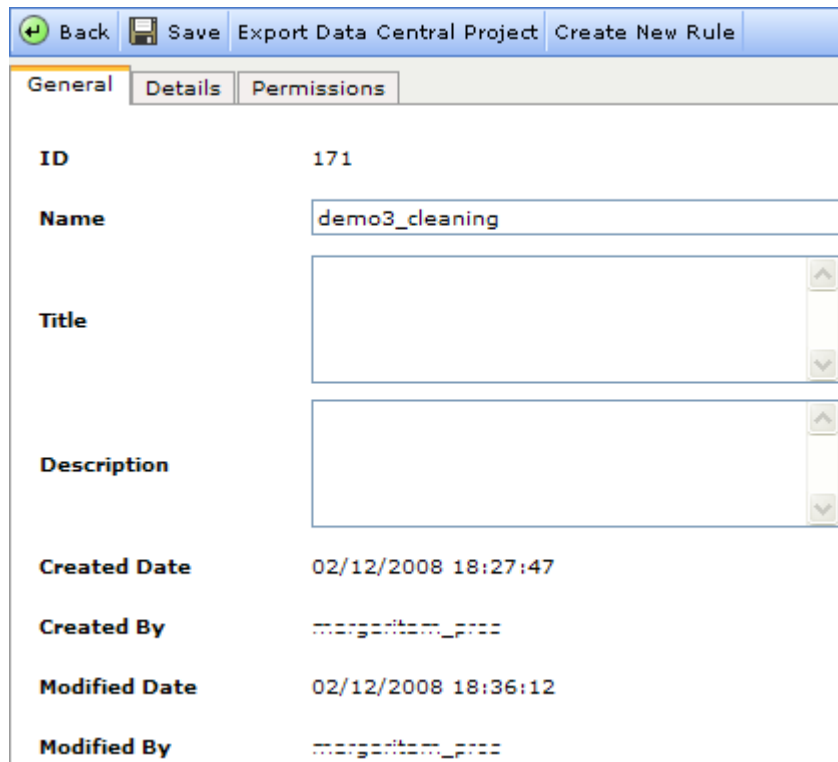 Back Save Export Data Central Project Create New Rule
General Details Permissions
ID 171
Name demo3_cleaning
Title
Description
Created Date 02/12/2008 18:27:47
Created By
Modified Date 02/12/2008 18:36:12
Modified By